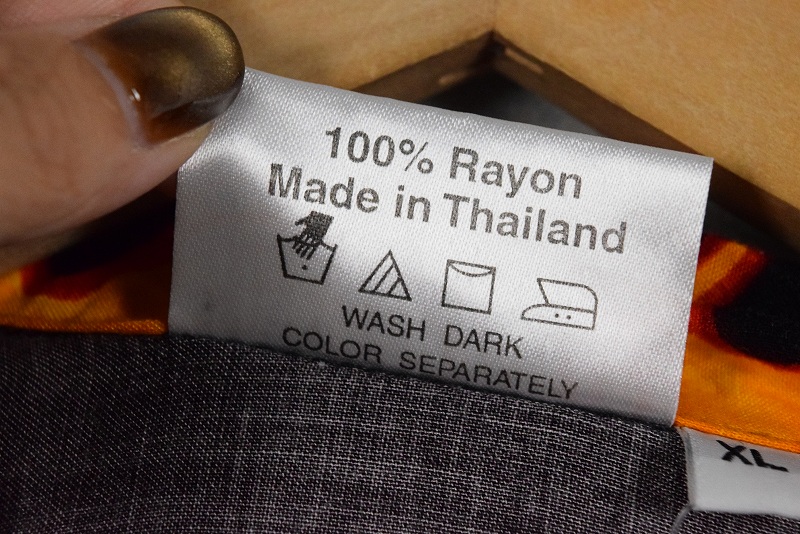 100% Rayon
Made in Thailand
WASH DARK
COLOR SEPARATELY
XL